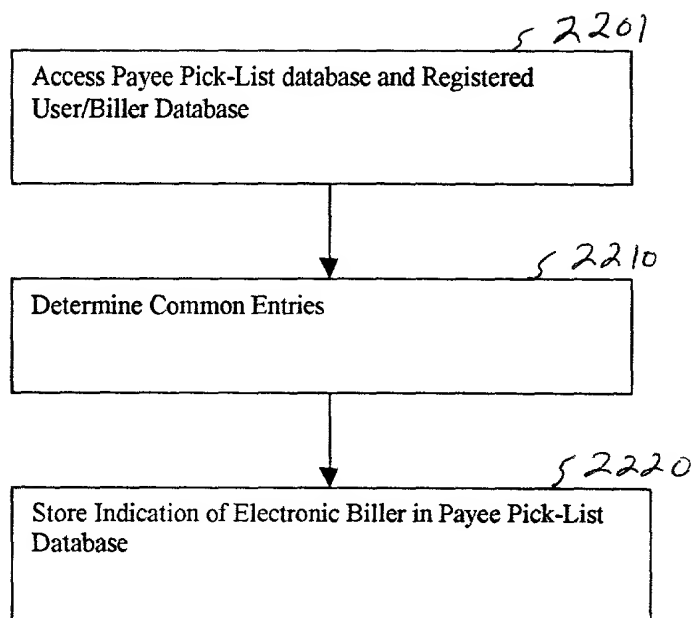 2201
Access Payee Pick-List database and Registered
User/Biller Database
2210
Determine Common Entries
2220
Store Indication of Electronic Biller in Payee Pick-List
Database